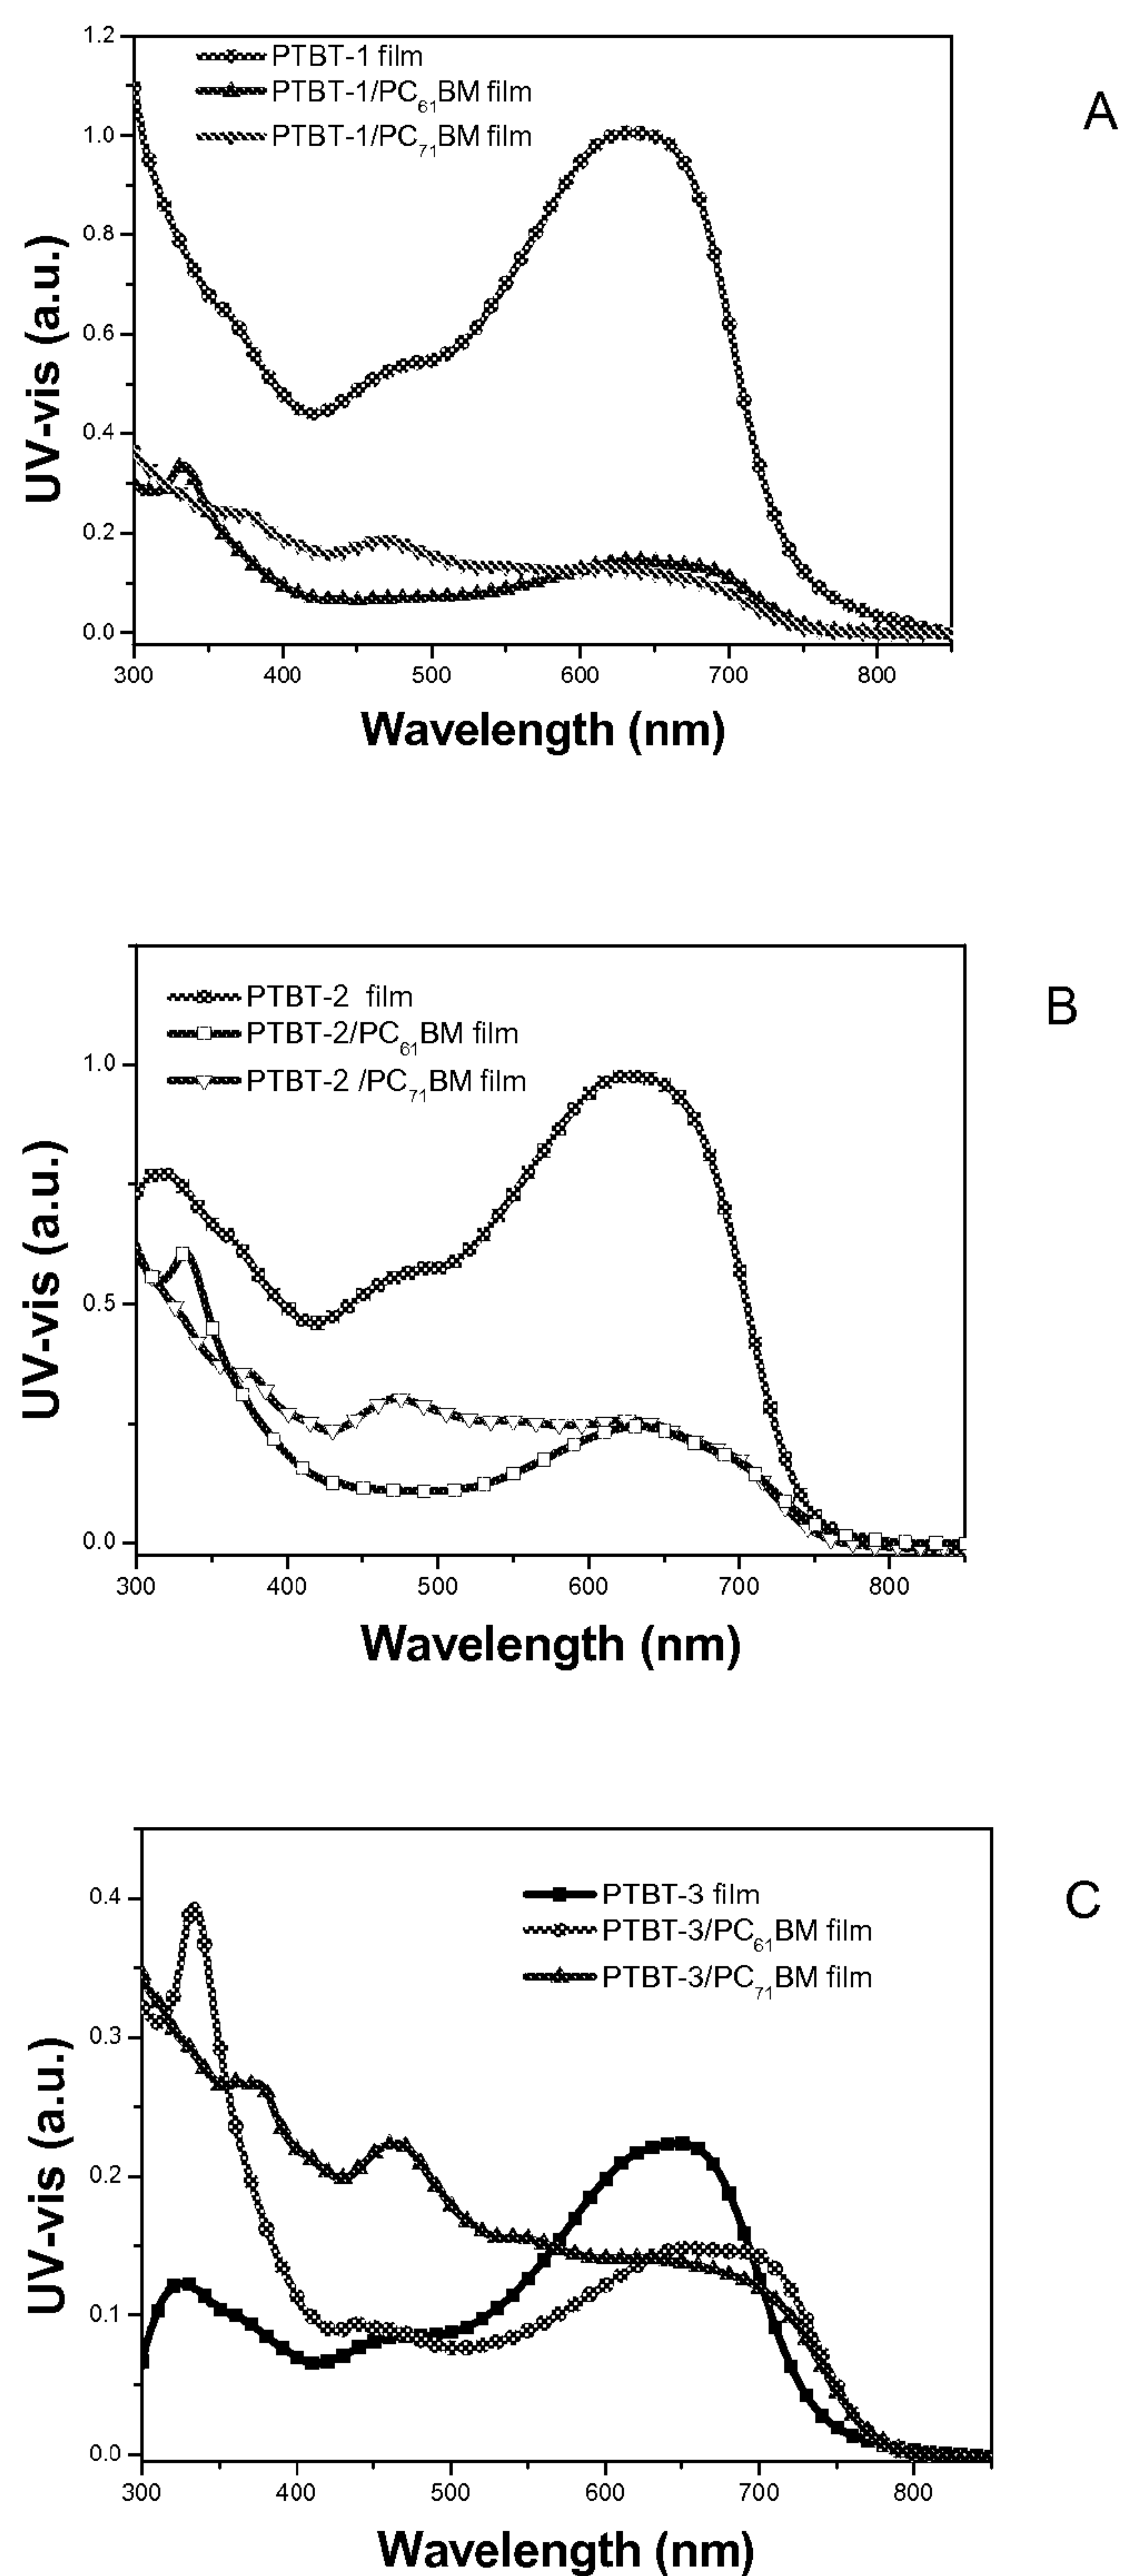 1.2
PTBT-1 film
PTBT-1/PC61BM film
PTBT-1/PC71BM film
A
1.0
0.8
0.6
0.4
0.2
0.0
UV-vis (a.u.)
300 400 500 600 700 800
Wavelength (nm)
PTBT-2 film
PTBT-2/PC61BM film
PTBT-2 /PC71BM film
B
1.0
0.5
0.0
UV-vis (a.u.)
300 400 500 600 700 800
Wavelength (nm)
PTBT-3 film
PTBT-3/PC61BM film
PTBT-3/PC71BM film
C
0.4
0.3
0.2
0.1
0.0
UV-vis (a.u.)
300 400 500 600 700 800
Wavelength (nm)